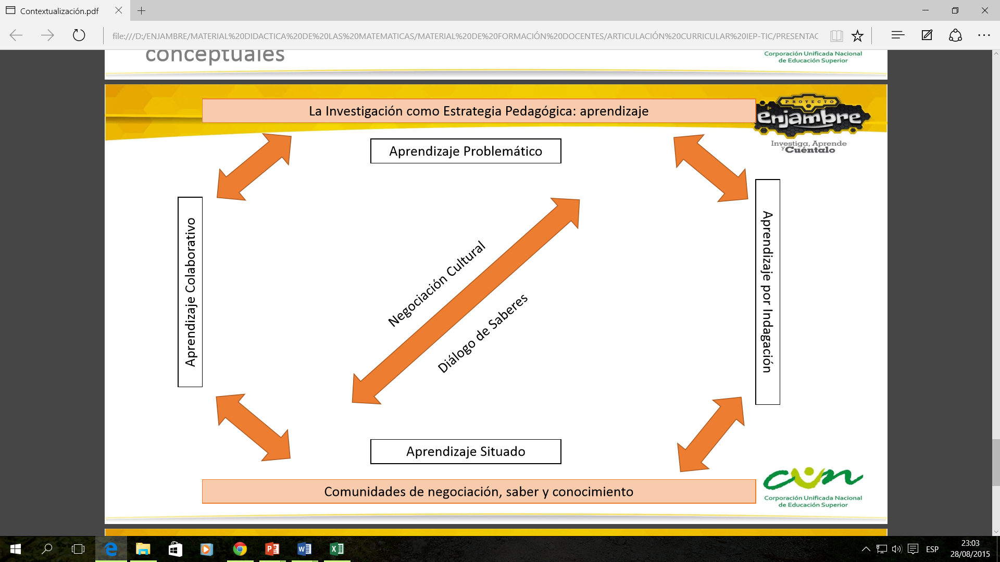 Contextualización.pdf
file:///D:/ENJAMBRE/MATERIAL%20DIDACTICA%20DE%20LAS%20MATEMATICAS/MATERIAL%20DE%20FORMACIÓN%20DOCENTES/ARTICULACIÓN%20CURRICULAR%20IEP-TIC/PRESENTAC
conceptuales
Corporación Unificada Nacional
de Educación Superior
La Investigación como Estrategia Pedagógica: aprendizaje
PROYECTO
enjambre
Investiga, Aprende
y Cuéntalo
Aprendizaje Problemático
Aprendizaje Colaborativo
Negociación Cultural
Diálogo de Saberes
Aprendizaje por Indagación
Aprendizaje Situado
Comunidades de negociación, saber y conocimiento
cun
Corporación Unificada Nacional
de Educación Superior
ESP
23:03
28/08/2015